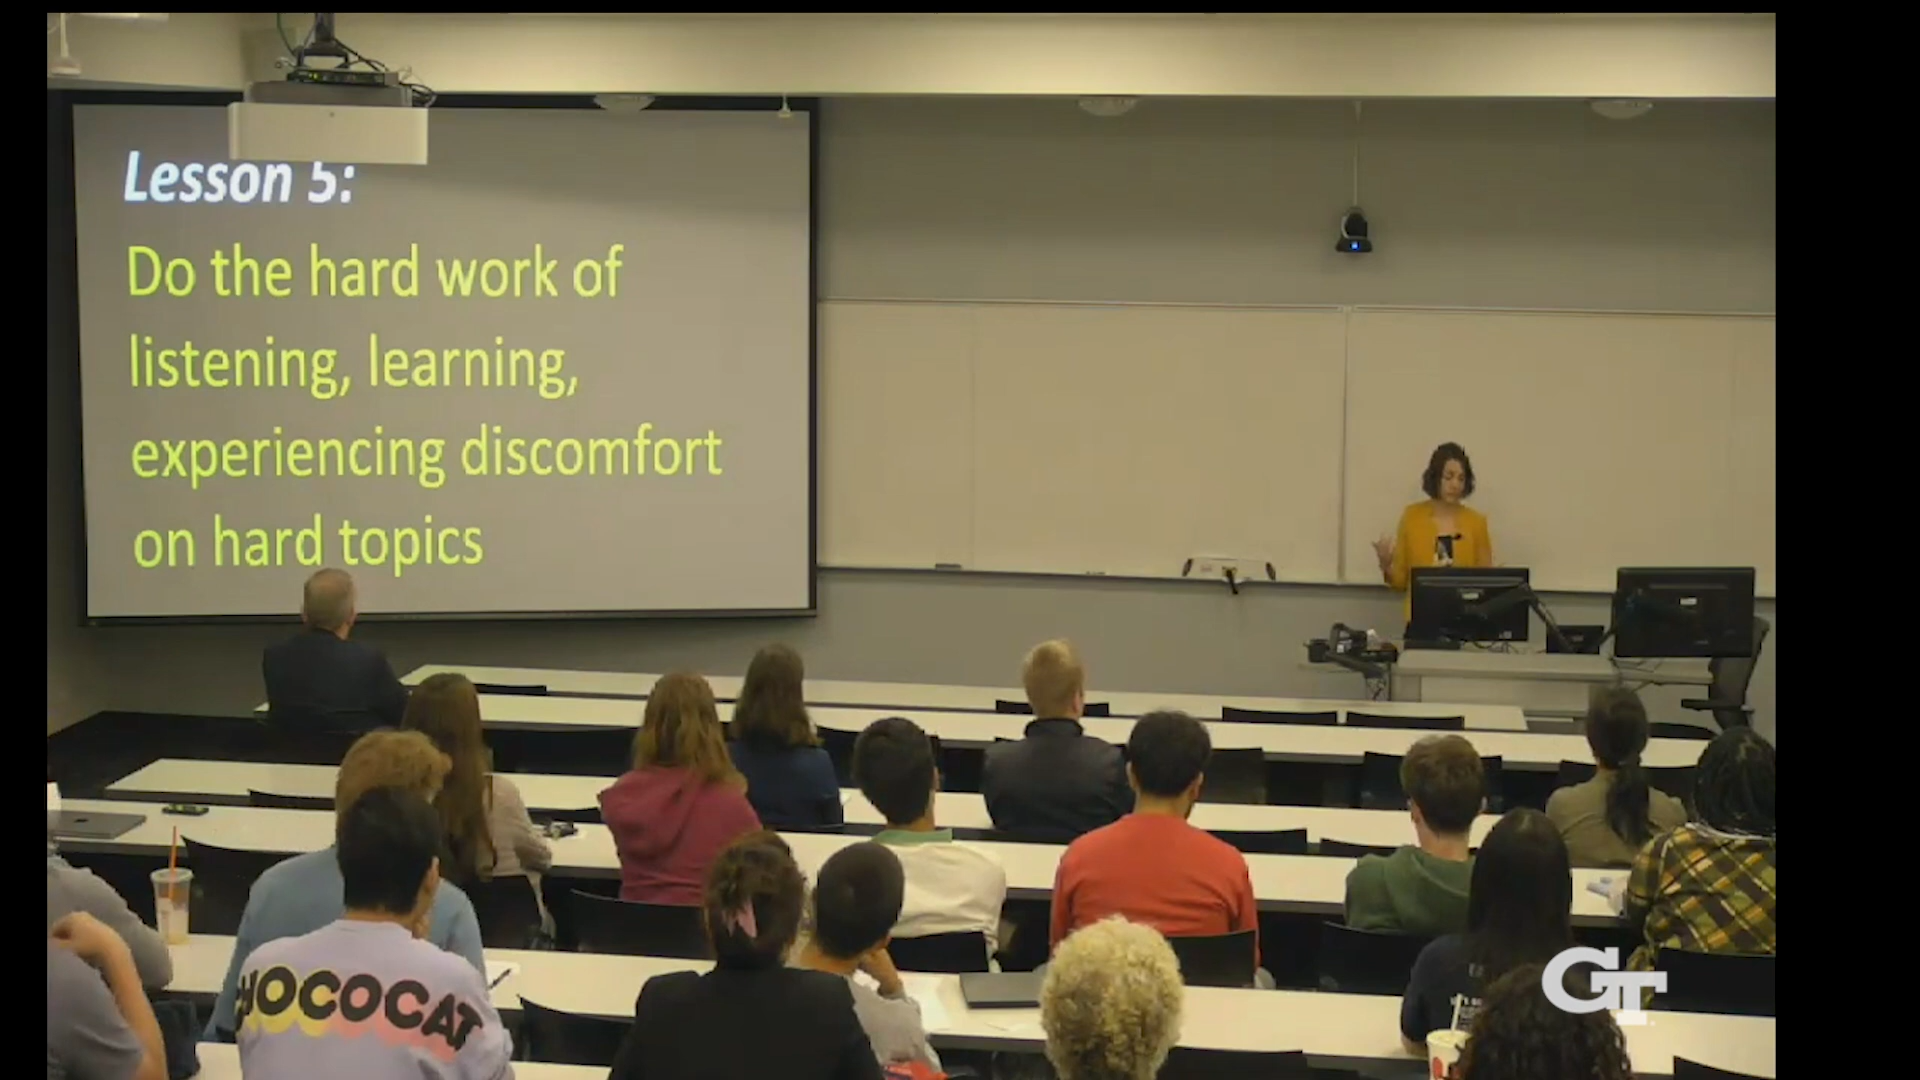 Lesson 5:
Do the hard work of
listening, learning,
experiencing discomfort
on hard topics
HOCOCAT
GT